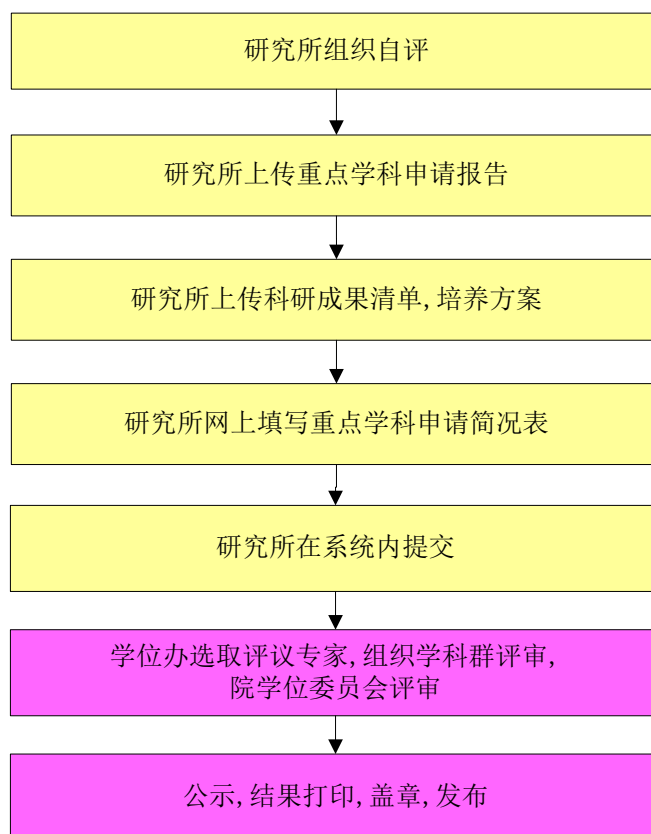 研究所组织自评
研究所上传重点学科申请报告
研究所上传科研成果清单,培养方案
研究所网上填写重点学科申请简况表
研究所在系统内提交
学位办选取评议专家,组织学科群评审,
院学位委员会评审
公示,结果打印,盖章,发布